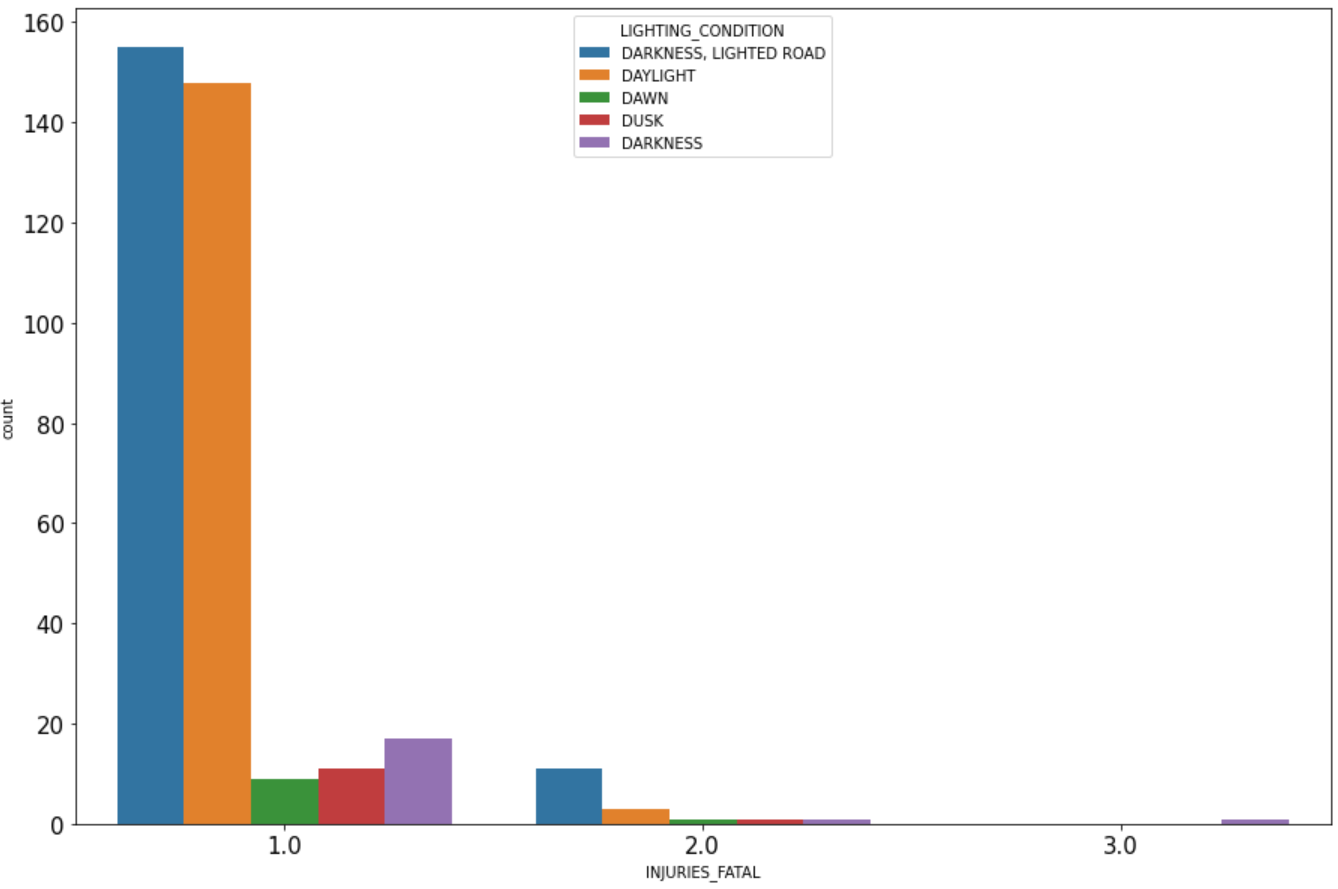 160
140
120
100
80
60
40
20
0
count
LIGHTING_CONDITION
DARKNESS, LIGHTED ROAD
DAYLIGHT
DAWN
DUSK
DARKNESS
1.0 2.0 3.0
INJURIES_FATAL